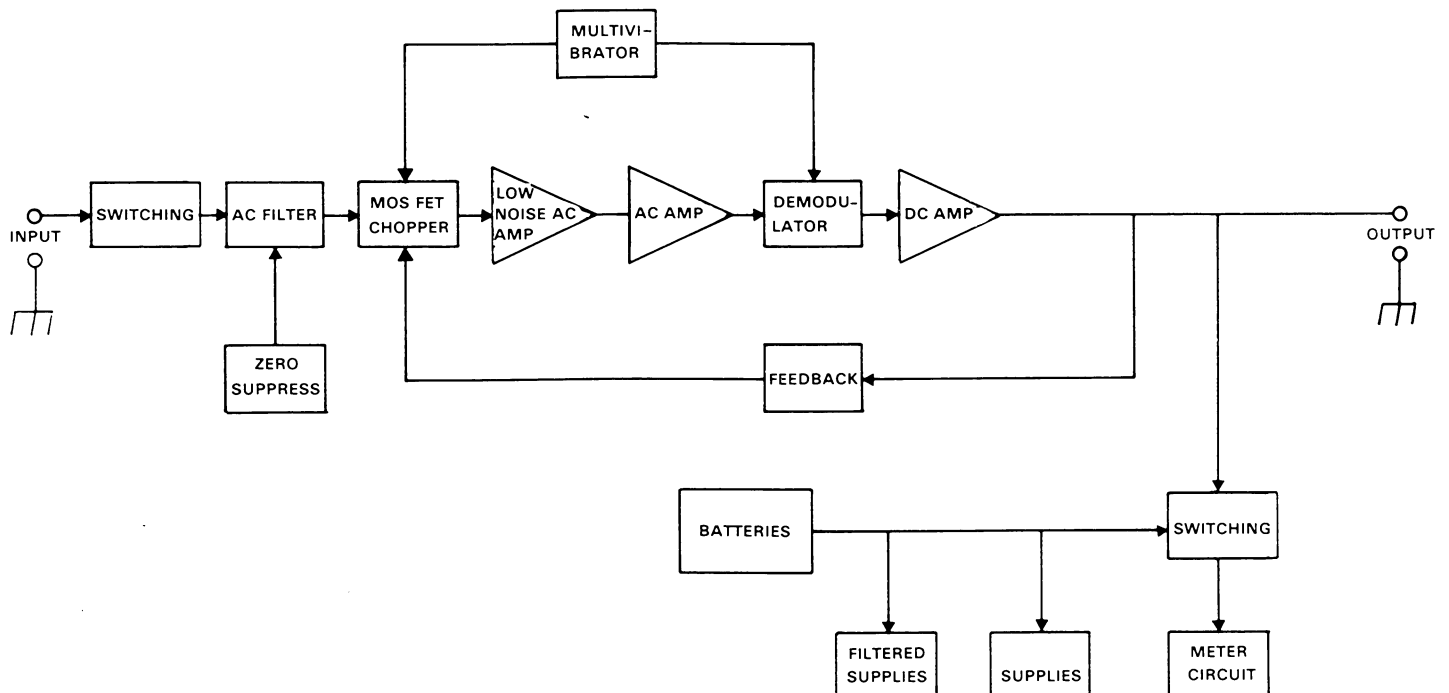 MULTIVI-
BRATOR
INPUT
SWITCHING
AC FILTER
MOS FET
CHOPPER
LOW
NOISE AC
AMP
AC AMP
DEMODU-
LATOR
DC AMP
OUTPUT
ZERO
SUPPRESS
FEEDBACK
BATTERIES
SWITCHING
FILTERED
SUPPLIES
SUPPLIES
METER
CIRCUIT